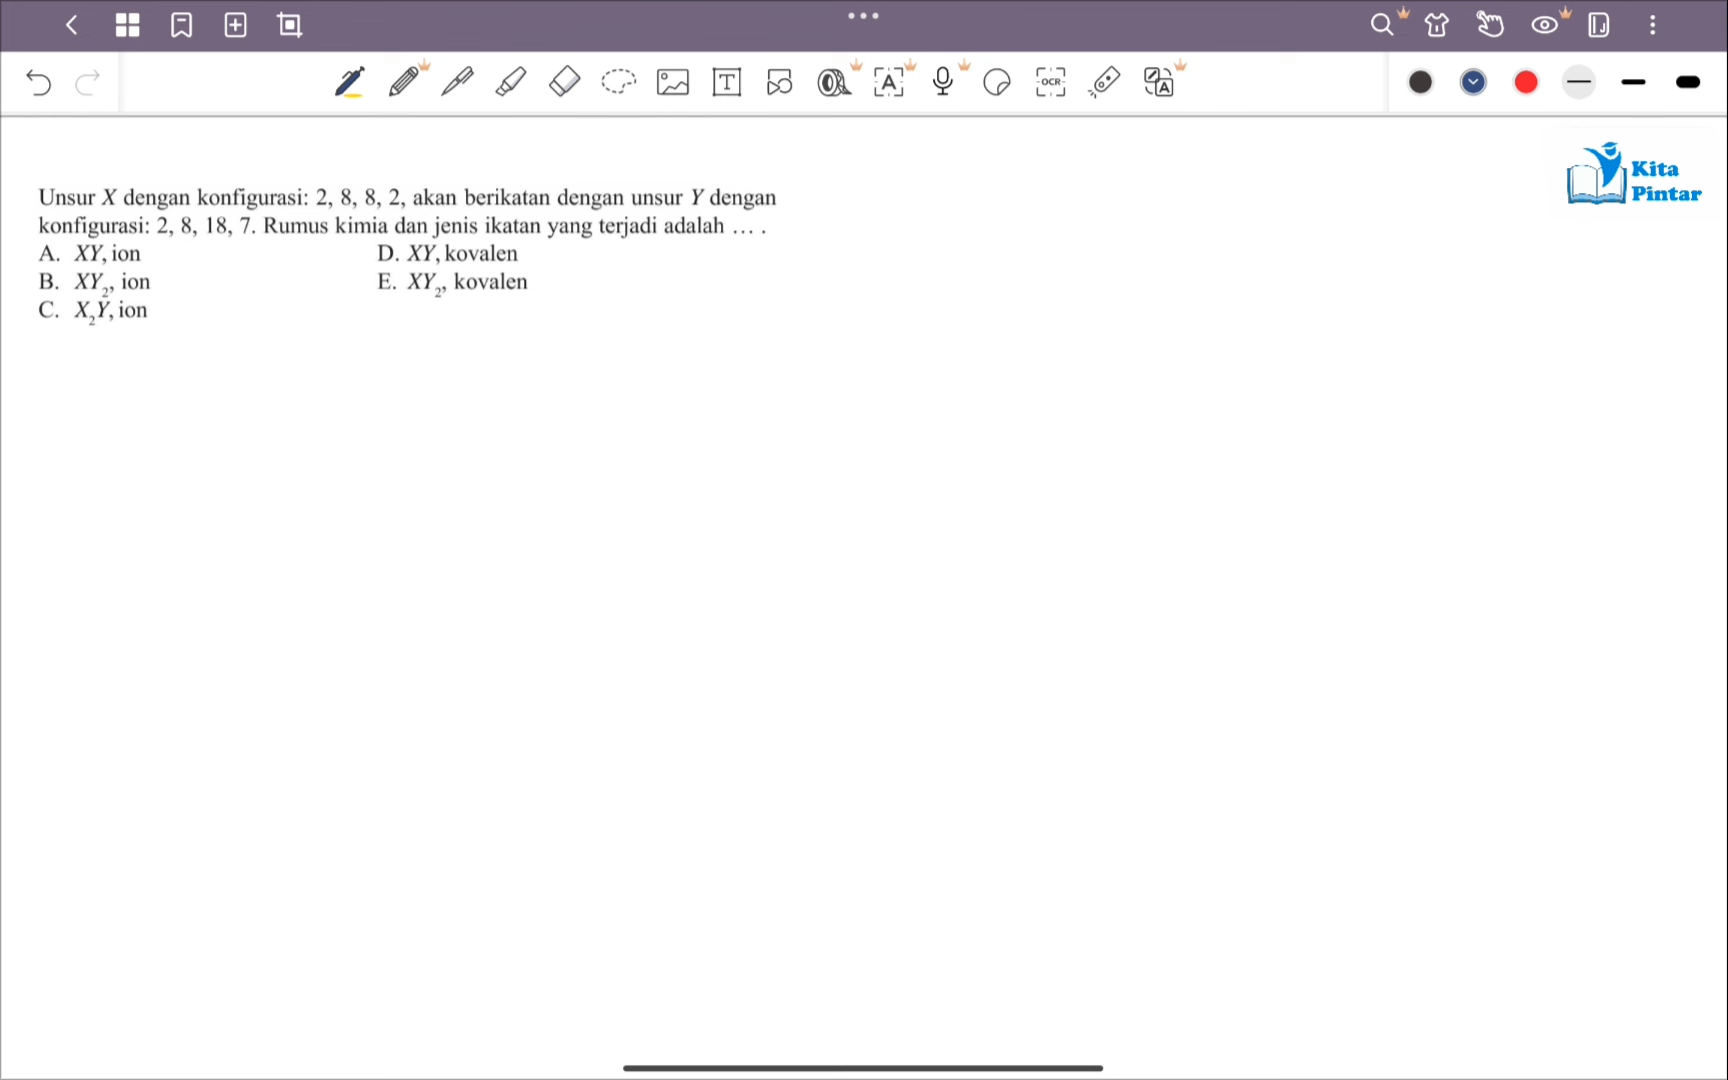 Kita
Pintar
Unsur X dengan konfigurasi: 2, 8, 8, 2, akan berikatan dengan unsur Y dengan
konfigurasi: 2, 8, 18, 7. Rumus kimia dan jenis ikatan yang terjadi adalah … .
A. XY, ion
B. XY₂, ion
C. X₂Y, ion
D. XY, kovalen
E. XY₂, kovalen
T
A
OCR
A